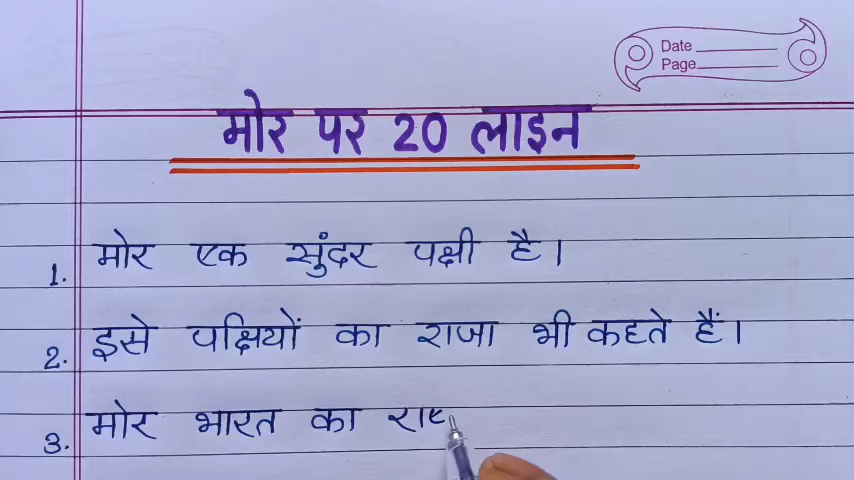 Date
Page
मोर पर 20 लाइन
1. मोर एक सुंदर पक्षी है।
2. इसे पक्षियों का राजा भी कहते हैं।
3. मोर भारत का